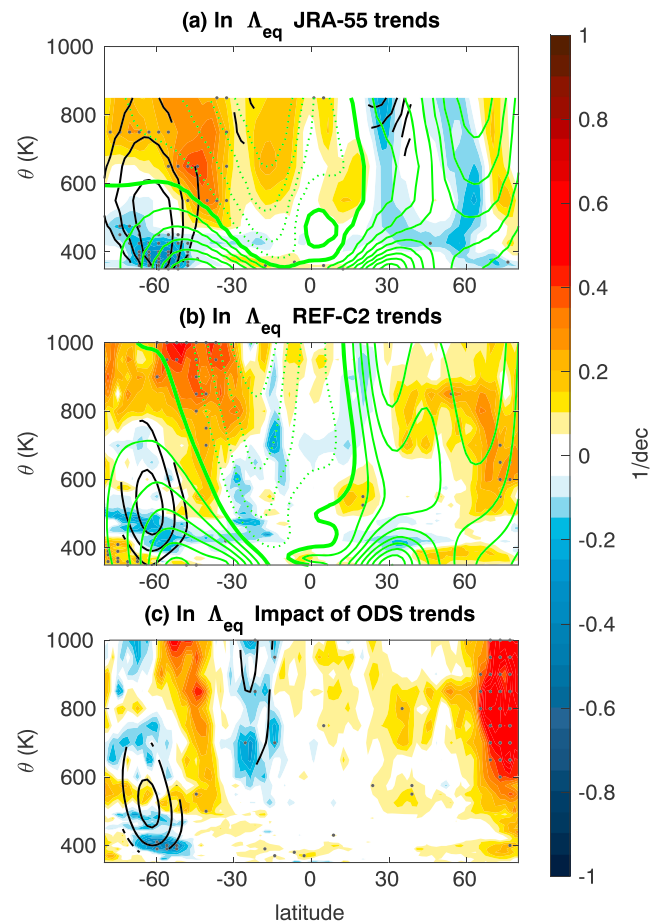 (a) ln Λeq JRA-55 trends
1000
800
600
400
θ (K)
-60 -30 0 30 60
(b) ln Λeq REF-C2 trends
1000
800
600
400
θ (K)
-60 -30 0 30 60
(c) ln Λeq Impact of ODS trends
1000
800
600
400
θ (K)
-60 -30 0 30 60
latitude
1
0.8
0.6
0.4
0.2
0
-0.2
-0.4
-0.6
-0.8
-1
1/dec